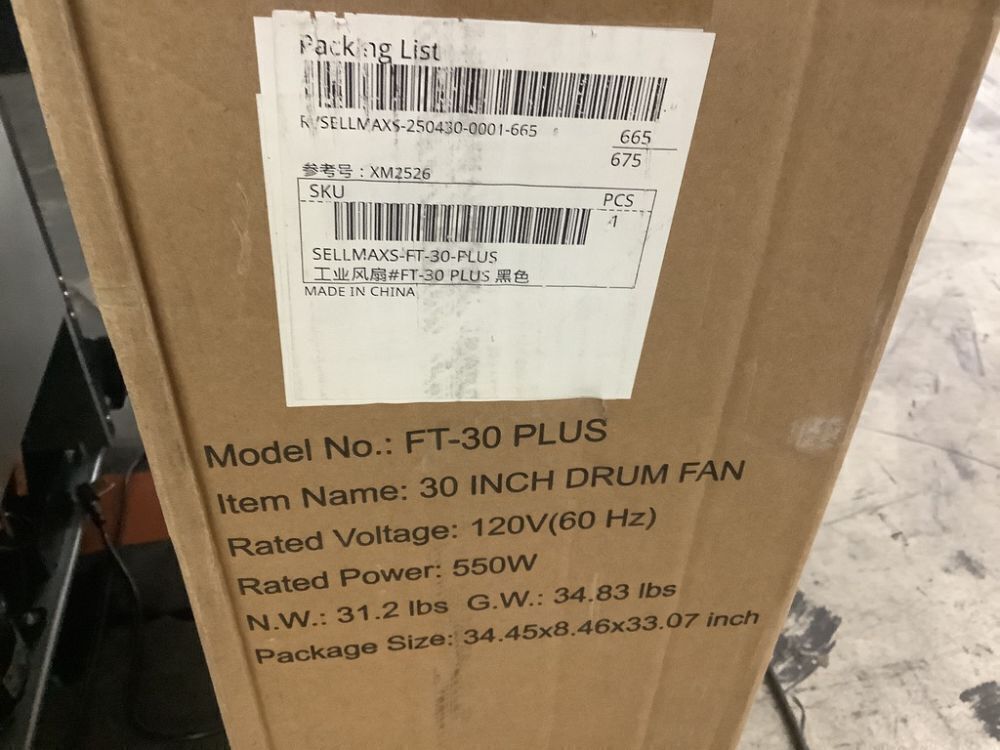 Packing List
RVSELLMAXS-250430-0001-665
665
675
参考号：XM2526
SKU
PCS
1
SELLMAXS-FT-30-PLUS
工业风扇#FT-30 PLUS 黑色
MADE IN CHINA
Model No.: FT-30 PLUS
Item Name: 30 INCH DRUM FAN
Rated Voltage: 120V(60 Hz)
Rated Power: 550W
N.W.: 31.2 lbs G.W.: 34.83 lbs
Package Size: 34.45x8.46x33.07 inch